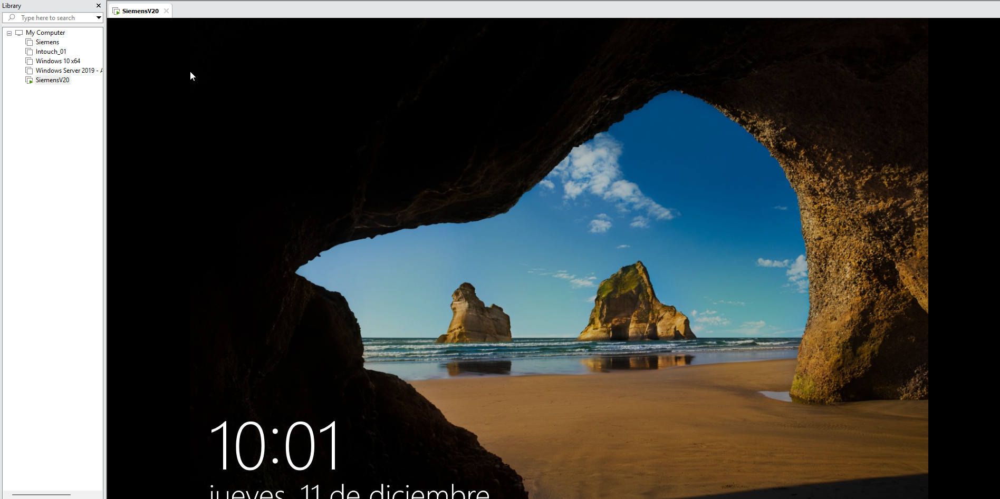 Library
SiemensV20
Type here to search
My Computer
Siemens
Intouch_01
Windows 10 x64
Windows Server 2019 -
SiemensV20
10:01
jueves, 11 de diciembre